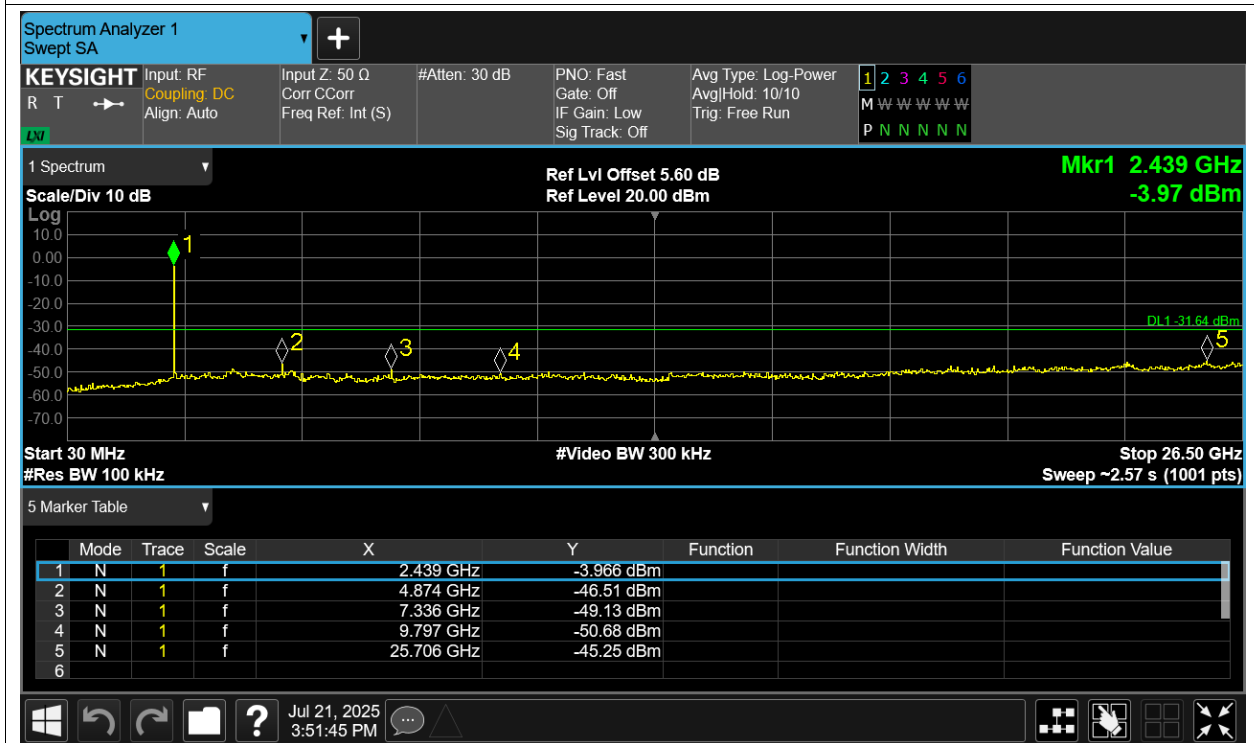 Spectrum Analyzer 1
Swept SA
+
KEYSIGHT
R T
LXI
Input: RF
Coupling: DC
Align: Auto
Input Z: 50 Ω
Corr CCorr
Freq Ref: Int (S)
#Atten: 30 dB
PNO: Fast
Gate: Off
IF Gain: Low
Sig Track: Off
Avg Type: Log-Power
Avg|Hold: 10/10
Trig: Free Run
1 2 3 4 5 6
M W W W W W
P N N N N N
1 Spectrum
Scale/Div 10 dB
Ref Lvl Offset 5.60 dB
Ref Level 20.00 dBm
Mkr1 2.439 GHz
-3.97 dBm
Log
10.0
0.00
-10.0
-20.0
-30.0
-40.0
-50.0
-60.0
-70.0
1
2
3
4
5
DL1 -31.64 dBm
Start 30 MHz
#Res BW 100 kHz
#Video BW 300 kHz
Stop 26.50 GHz
Sweep ~2.57 s (1001 pts)
5 Marker Table
Mode Trace Scale X Y Function Function Width Function Value
1 N 1 f 2.439 GHz -3.966 dBm
2 N 1 f 4.874 GHz -46.51 dBm
3 N 1 f 7.336 GHz -49.13 dBm
4 N 1 f 9.797 GHz -50.68 dBm
5 N 1 f 25.706 GHz -45.25 dBm
6
?
Jul 21, 2025
3:51:45 PM